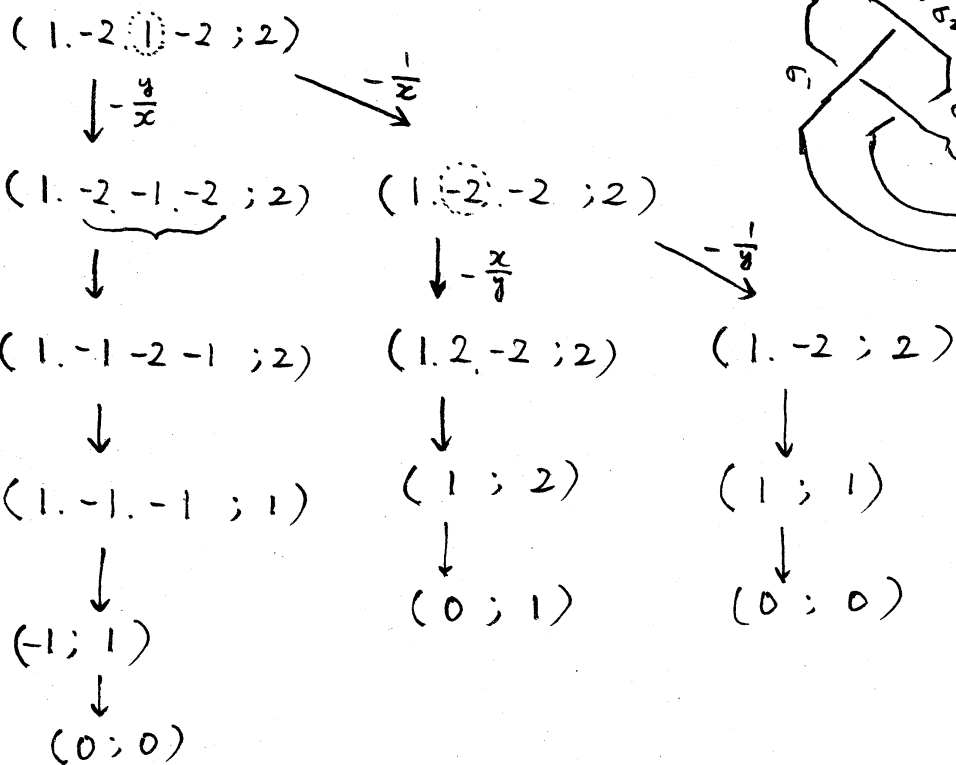 (1.-2.1-2 ; 2)
-y/x
-1/x
σ₂
σ₁
(1.-2.-1.-2 ; 2) (1.-2.-2 ; 2)
-x/y
-1/y
(1.-1-2-1 ; 2) (1.2.-2 ; 2) (1.-2 ; 2)
(1.-1.-1 ; 1) (1 ; 2) (1 ; 1)
(0 ; 1) (0 ; 0)
(-1 ; 1)
(0 ; 0)